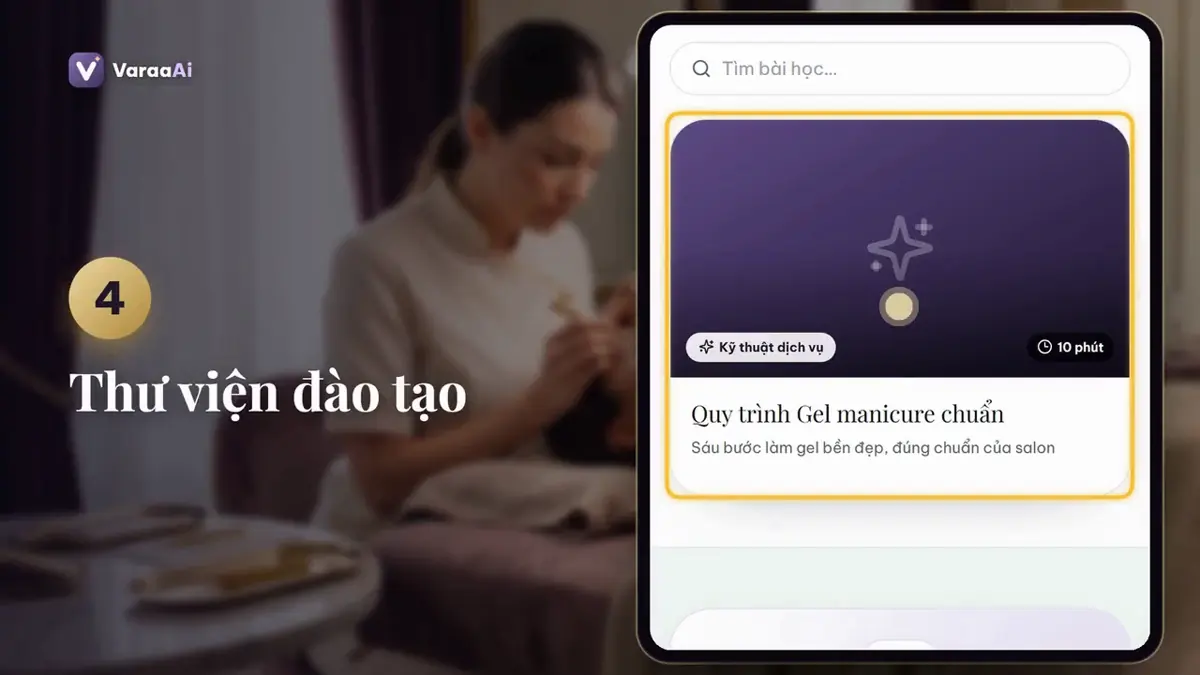 VaraaAi
4
Thư viện đào tạo
Tìm bài học...
Kỹ thuật dịch vụ
10 phút
Quy trình Gel manicure chuẩn
Sáu bước làm gel bền đẹp, đúng chuẩn của salon